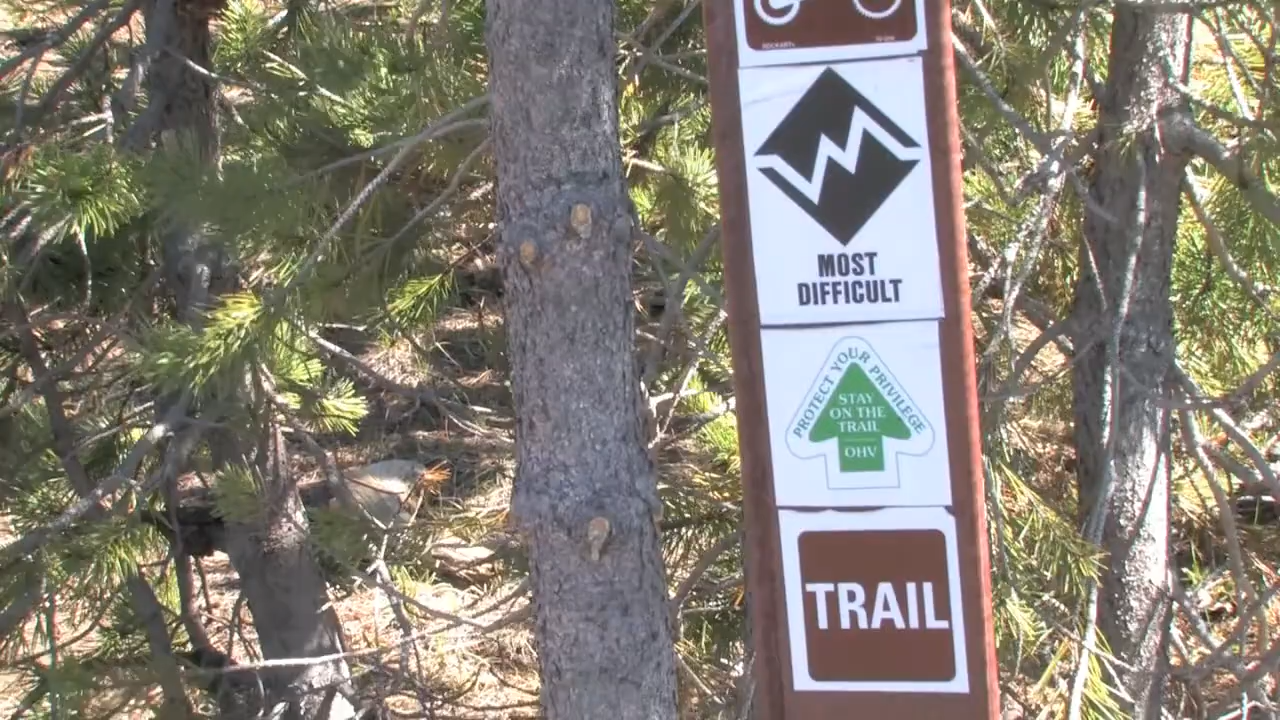 MOST
DIFFICULT
PROTECT YOUR PRIVILEGE
STAY
ON THE
TRAIL
OHV
TRAIL